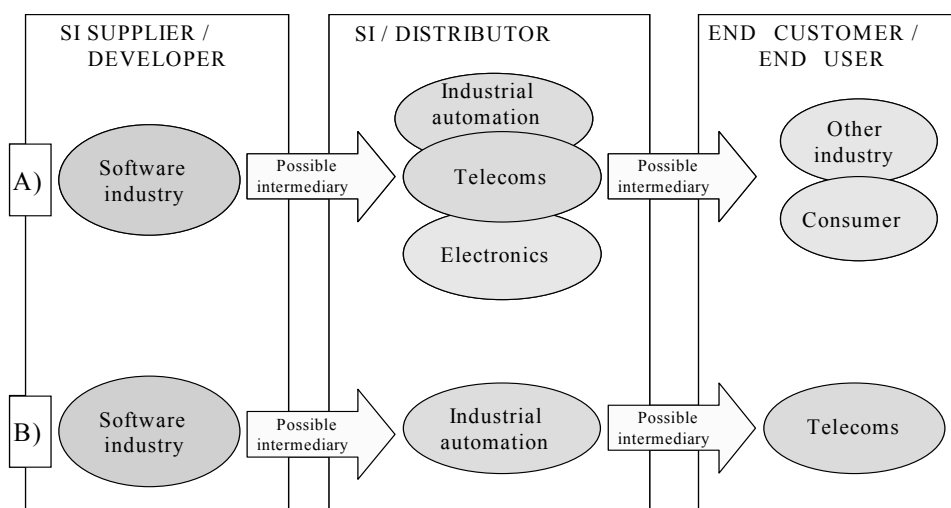 SI SUPPLIER /
DEVELOPER
SI / DISTRIBUTOR
END CUSTOMER /
END USER
A)
Software
industry
Possible
intermediary
Industrial
automation
Telecoms
Electronics
Possible
intermediary
Other
industry
Consumer
B)
Software
industry
Possible
intermediary
Industrial
automation
Possible
intermediary
Telecoms